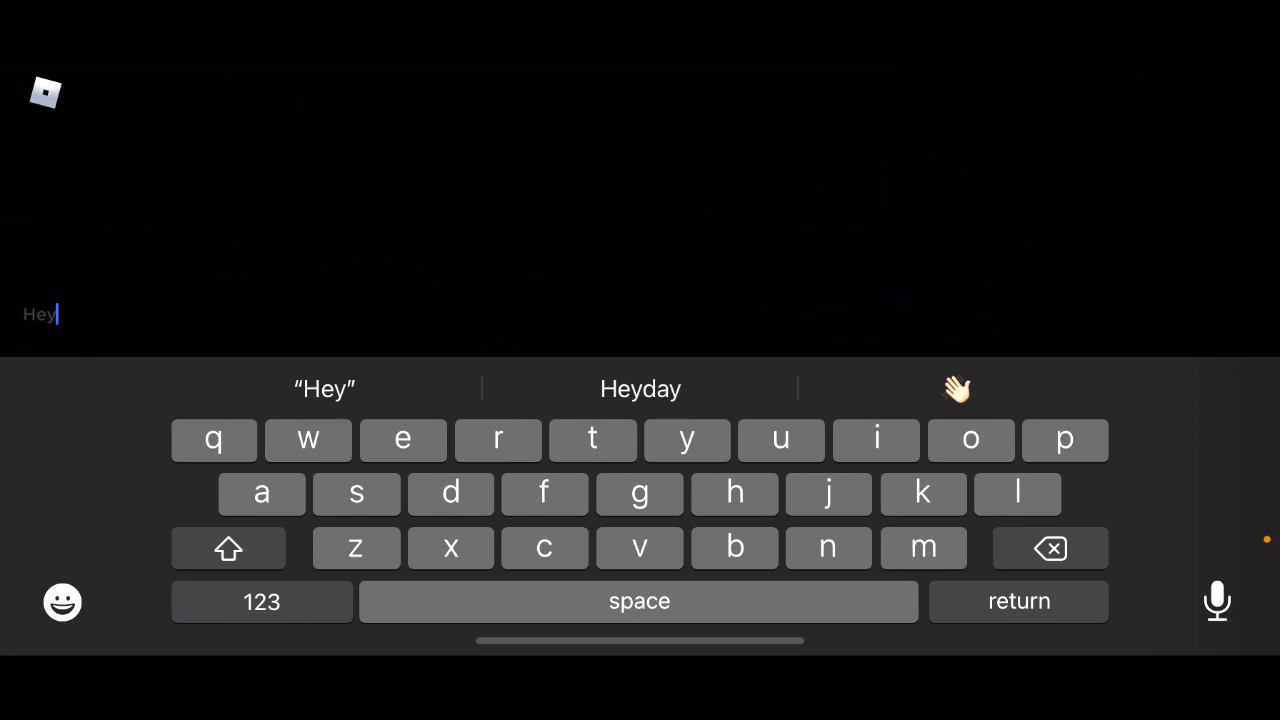 Hey
“Hey” Heyday 👋🏻
q w e r t y u i o p
a s d f g h j k l
z x c v b n m
123 space return